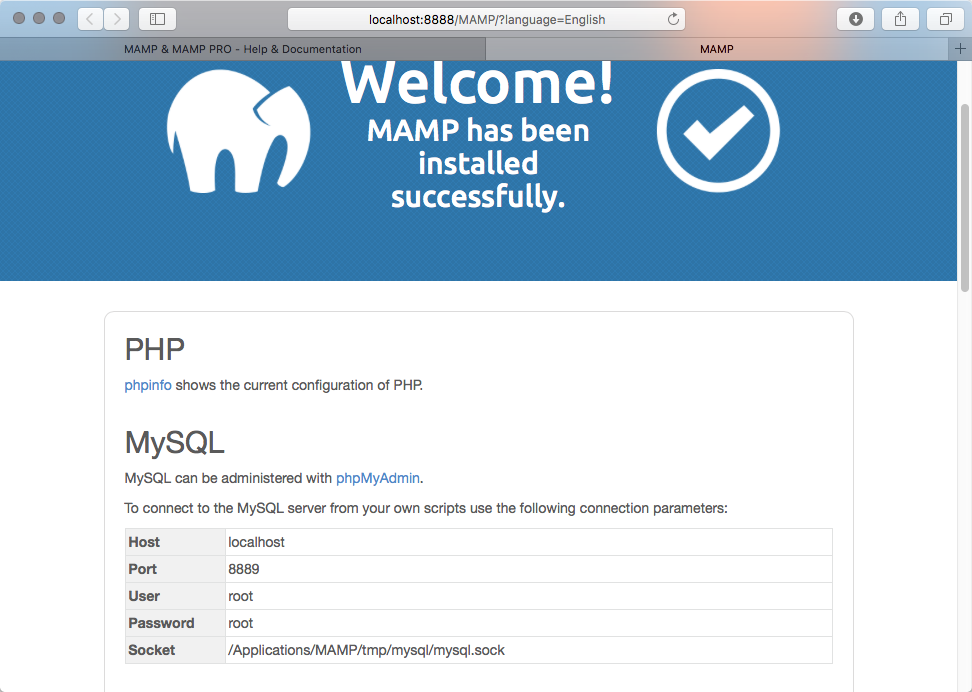 localhost:8888/MAMP/?language=English
MAMP & MAMP PRO - Help & Documentation
MAMP
Welcome!
MAMP has been
installed
successfully.
PHP
phpinfo shows the current configuration of PHP.
MySQL
MySQL can be administered with phpMyAdmin.
To connect to the MySQL server from your own scripts use the following connection parameters:
Host localhost
Port 8889
User root
Password root
Socket /Applications/MAMP/tmp/mysql/mysql.sock